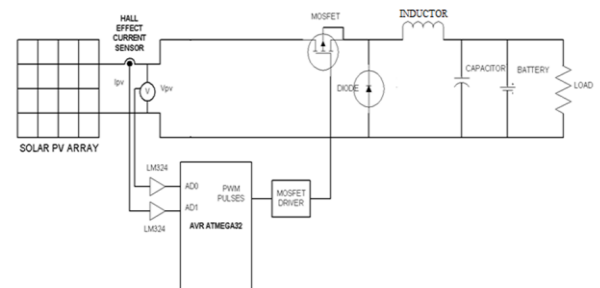 HALL
EFFECT
CURRENT
SENSOR
MOSFET
INDUCTOR
Ipv
V
Vpv
DIODE
CAPACITOR
BATTERY
LOAD
SOLAR PV ARRAY
LM324
AD0
PWM
PULSES
MOSFET
DRIVER
AD1
LM324
AVR ATMEGA32